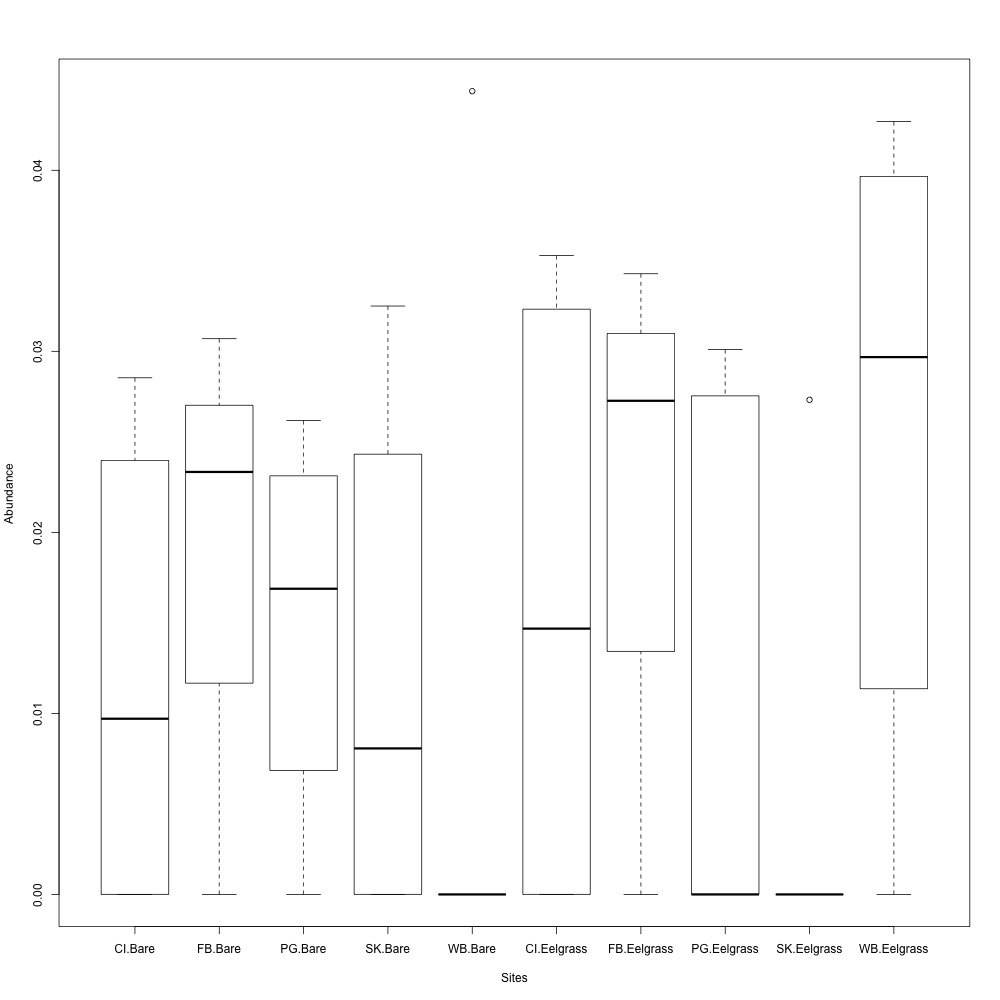 0.04
0.03
0.02
0.01
0.00
Abundance
CI.Bare FB.Bare PG.Bare SK.Bare WB.Bare CI.Eelgrass FB.Eelgrass PG.Eelgrass SK.Eelgrass WB.Eelgrass
Sites